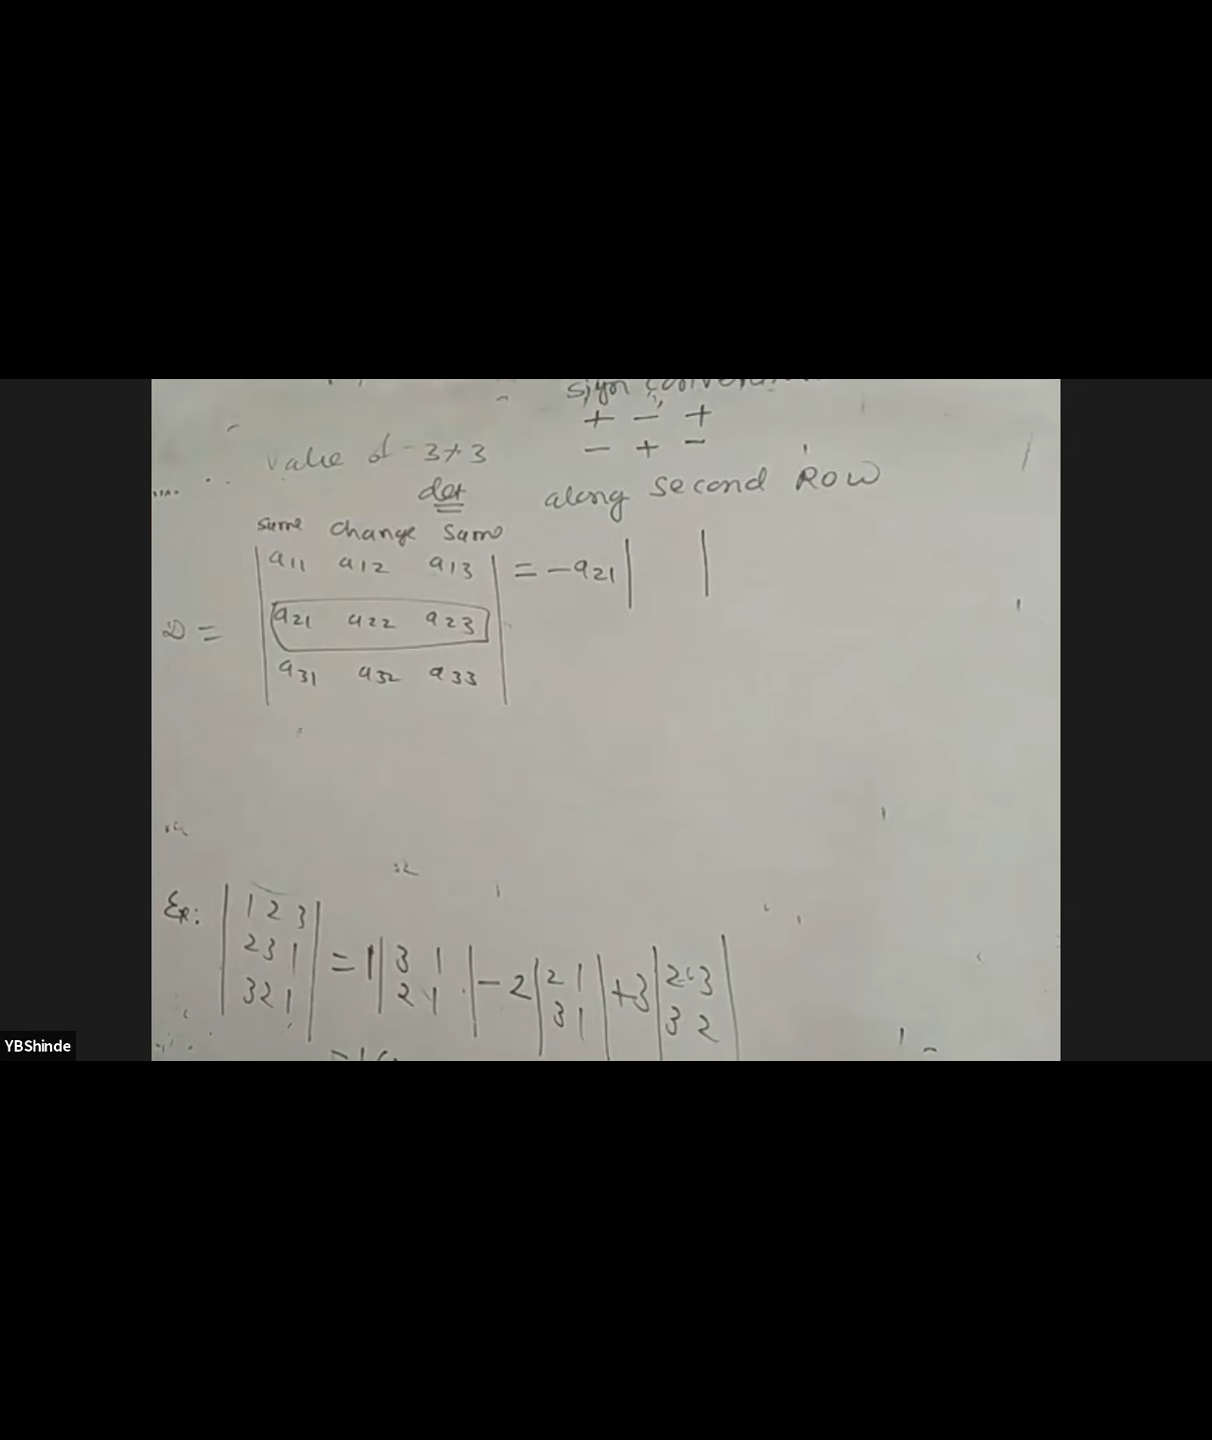 sign
+ - +
- + -
value of 3×3
det
along second Row
same change same
D = | a11 a12 a13 | = -a21 |   |
| a21 a22 a23 |
| a31 a32 a33 |
Ex: | 1 2 3 | = 1 | 3 1 | - 2 | 2 1 | + 3 | 2 3 |
| 2 3 1 | | 2 1 | | 3 1 | | 3 2 |
| 3 2 1 |
YBShinde